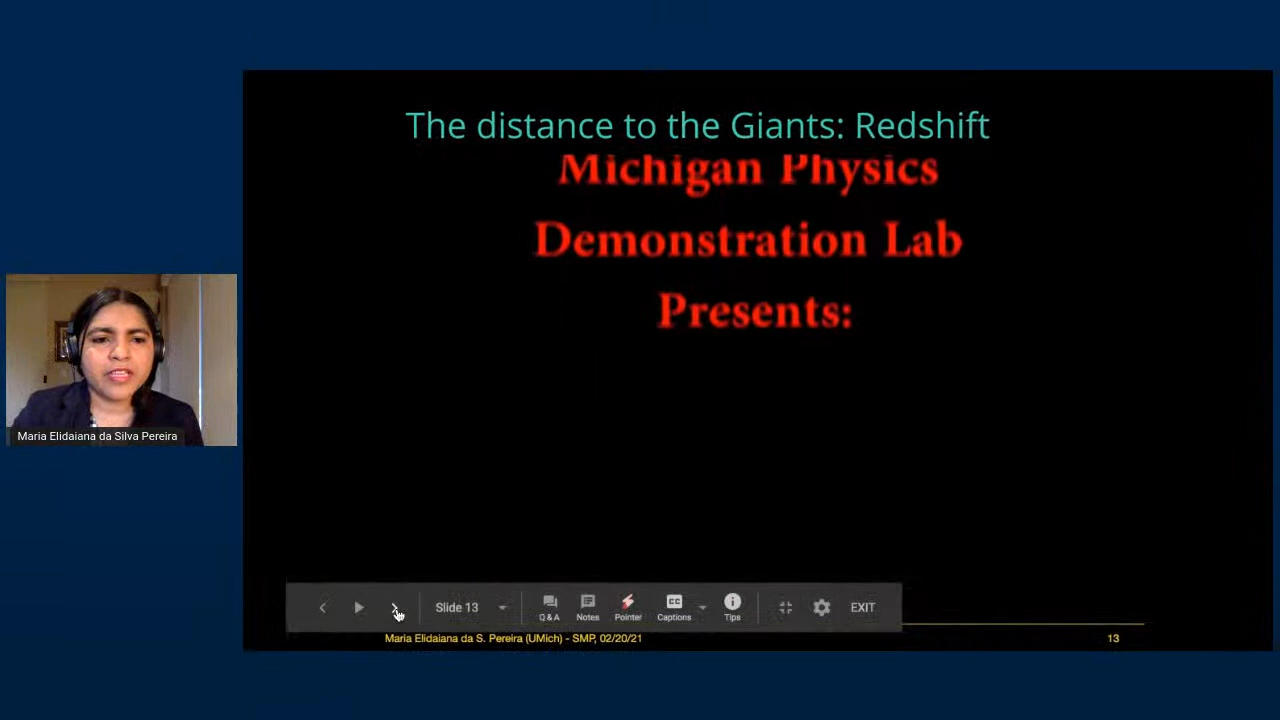 The distance to the Giants: Redshift
Michigan Physics
Demonstration Lab
Presents:
Maria Elidaiana da Silva Pereira
Slide 13
Q&A
Notes
Pointer
CC
Captions
Tips
EXIT
Maria Elidaiana da S. Pereira (UMich) - SMP, 02/20/21
13